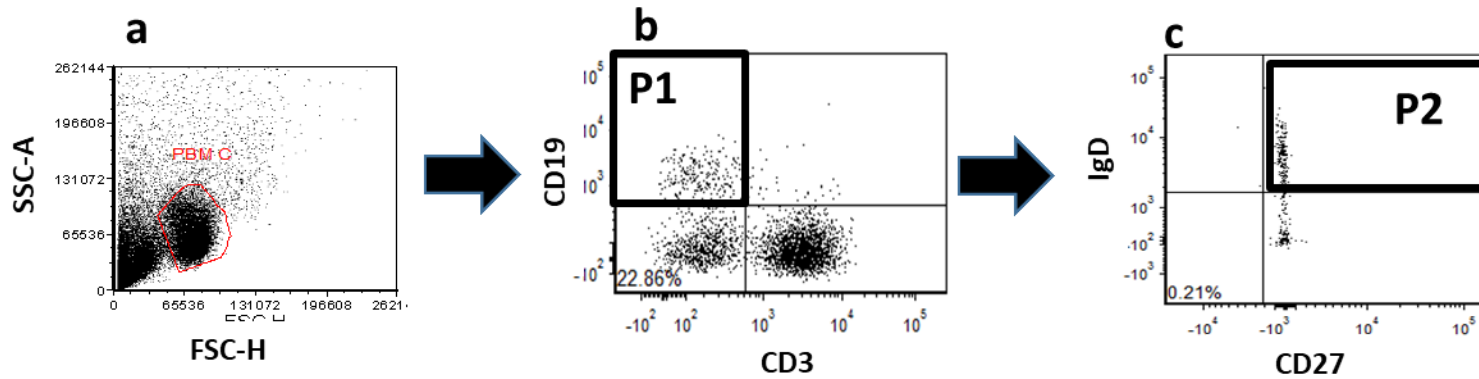 a
262144
196608
131072
65536
0
PBM C
SSC-A
0 65536 131072 196608 2621
FSC-H
b
10^5
10^4
10^3
-10^2
P1
CD19
22.86%
-10^2 10^2 10^3 10^4 10^5
CD3
c
10^5
10^4
10^3
-10^2
-10^3
P2
IgD
0.21%
-10^4 -10^3 10^4 10^5
CD27